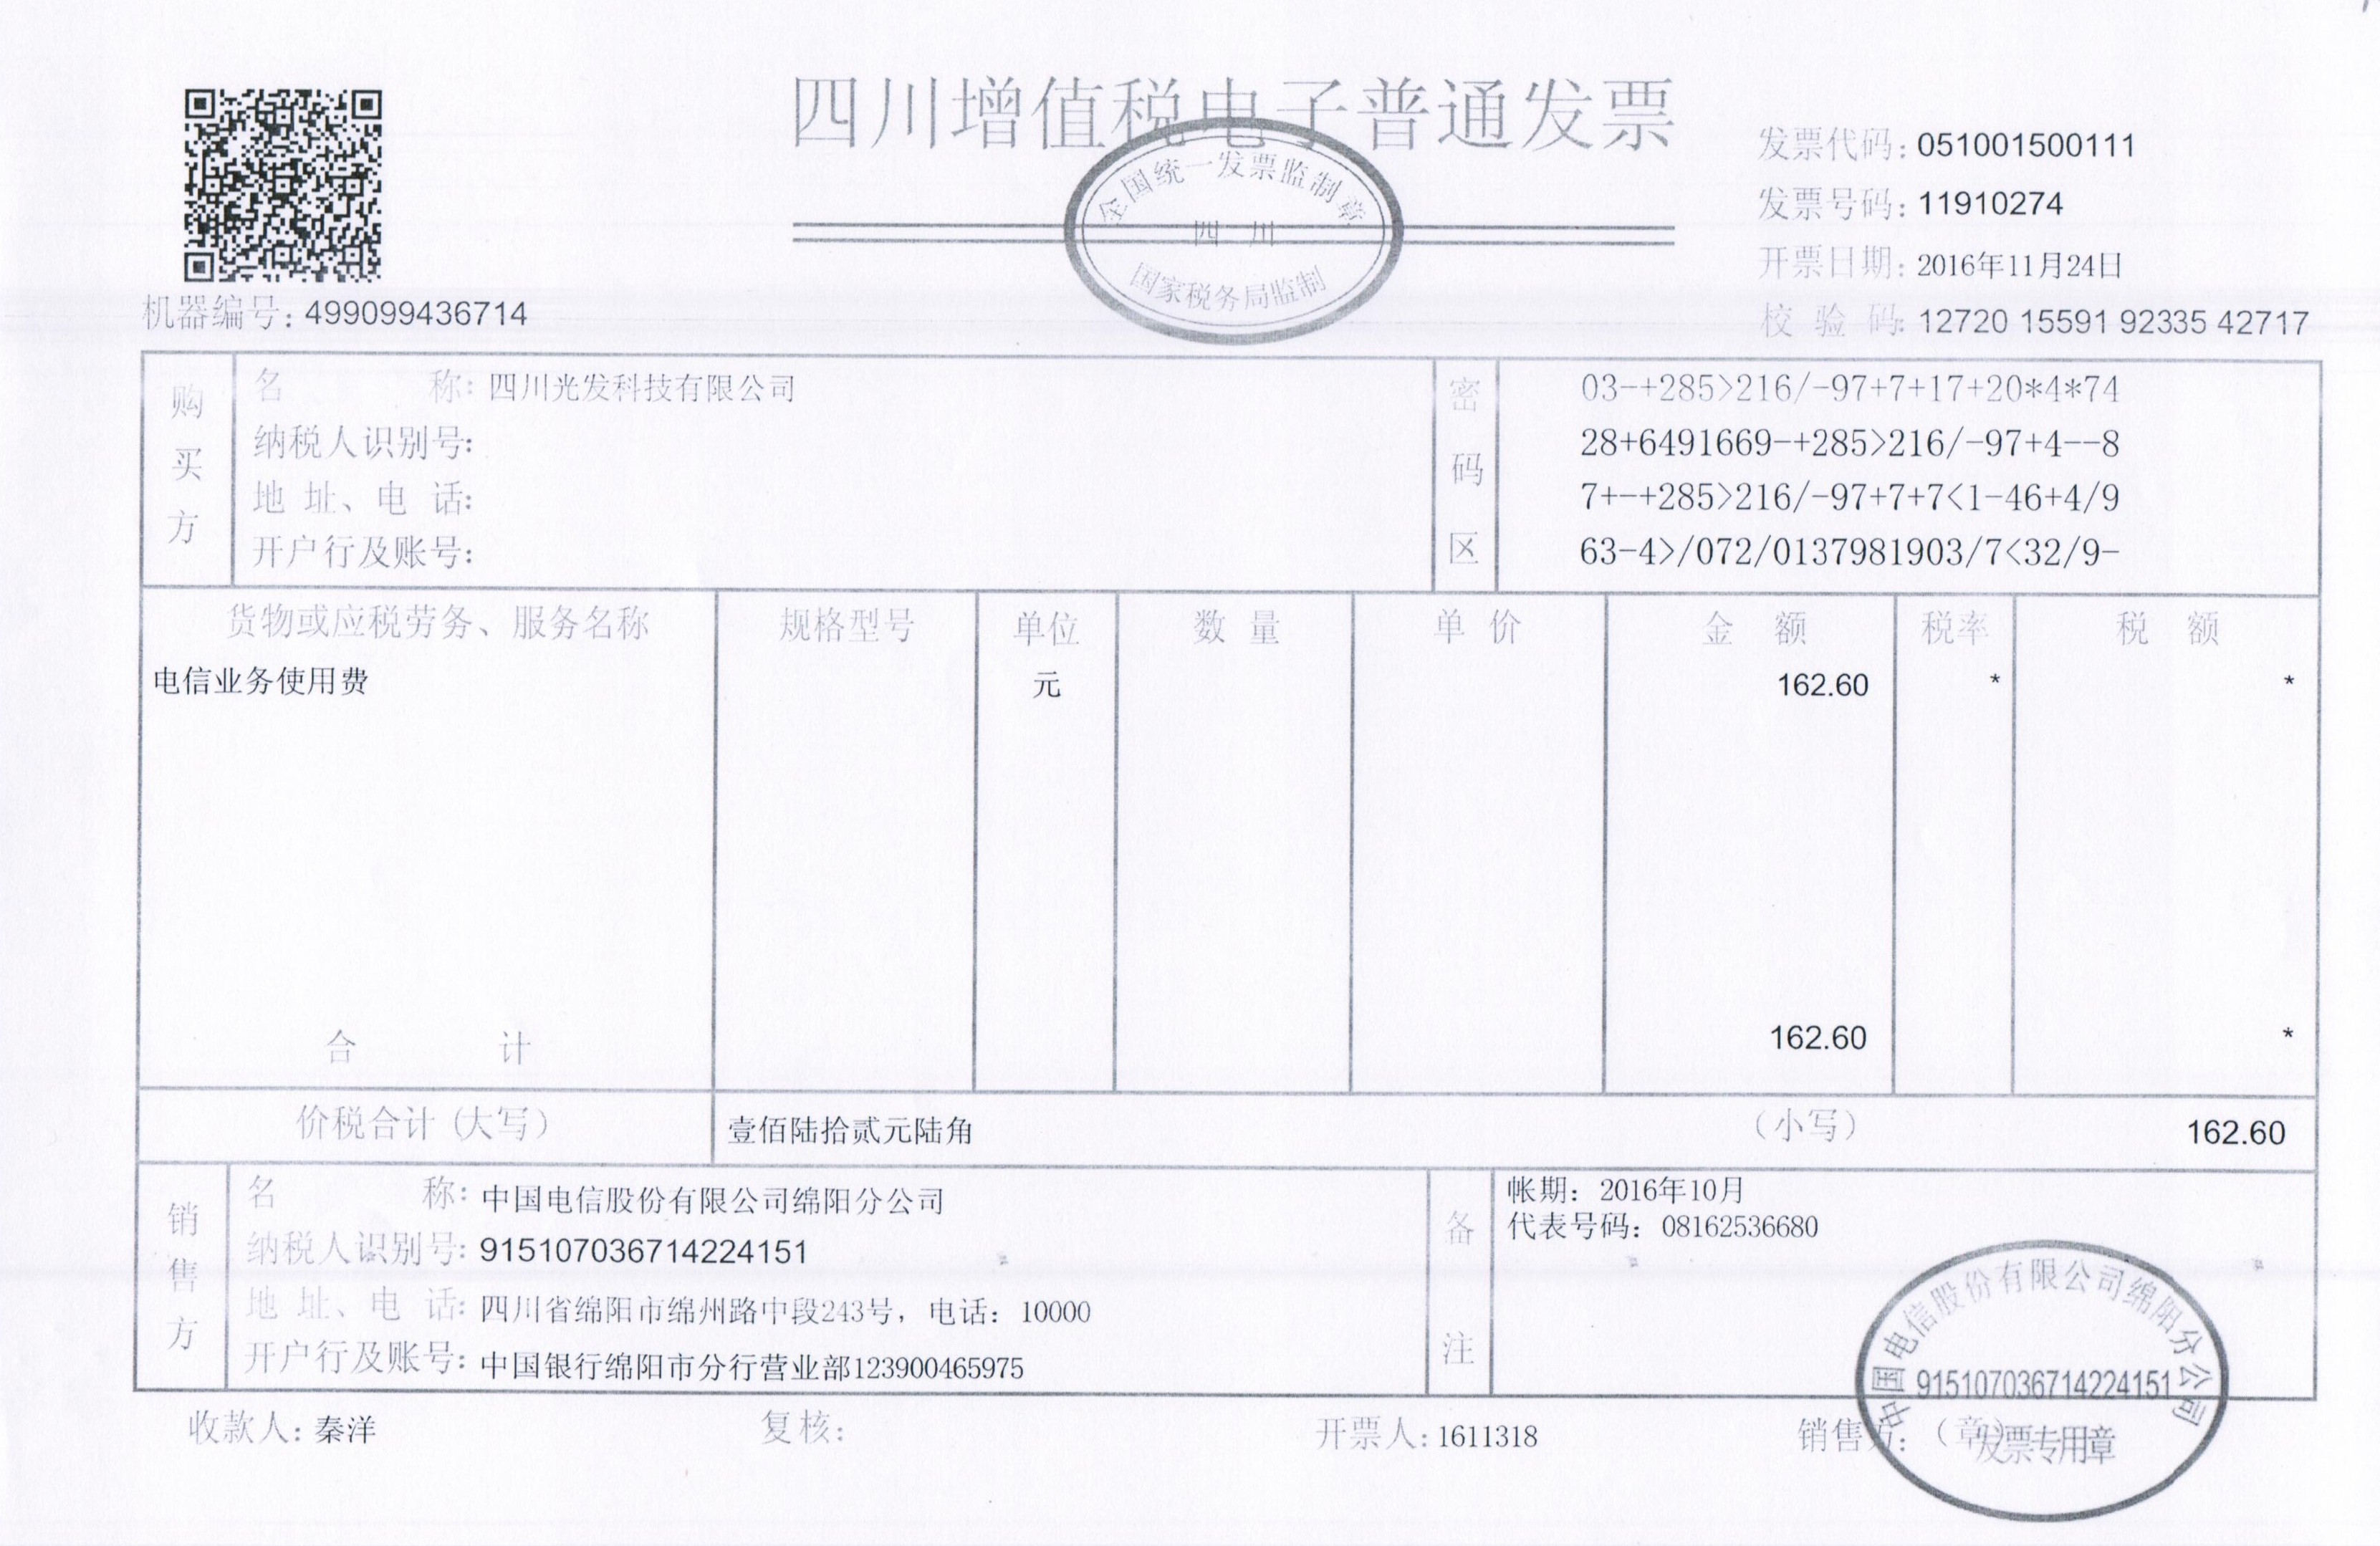 四川增值税电子普通发票
全国统一发票监制章
四川
国家税务局监制
发票代码: 051001500111
发票号码: 11910274
开票日期: 2016年11月24日
机器编号: 499099436714
校验码: 12720 15591 92335 42717
购买方
名称: 四川光发科技有限公司
纳税人识别号:
地址、电话:
开户行及账号:
密码区
03-+285>216/-97+7+17+20*4*74
28+6491669-+285>216/-97+4--8
7+-+285>216/-97+7+7<1-46+4/9
63-4>/072/0137981903/7<32/9-
货物或应税劳务、服务名称 规格型号 单位 数量 单价 金额 税率 税额
电信业务使用费 元 162.60 * *
合计 162.60 *
价税合计(大写) 壹佰陆拾贰元陆角 (小写) 162.60
销售方
名称: 中国电信股份有限公司绵阳分公司
纳税人识别号: 915107036714224151
地址、电话: 四川省绵阳市绵州路中段243号，电话：10000
开户行及账号: 中国银行绵阳市分行营业部123900465975
备注
帐期：2016年10月
代表号码：08162536680
收款人: 秦洋 复核: 开票人: 1611318 销售方: (章)
中国电信股份有限公司绵阳分公司
915107036714224151
发票专用章